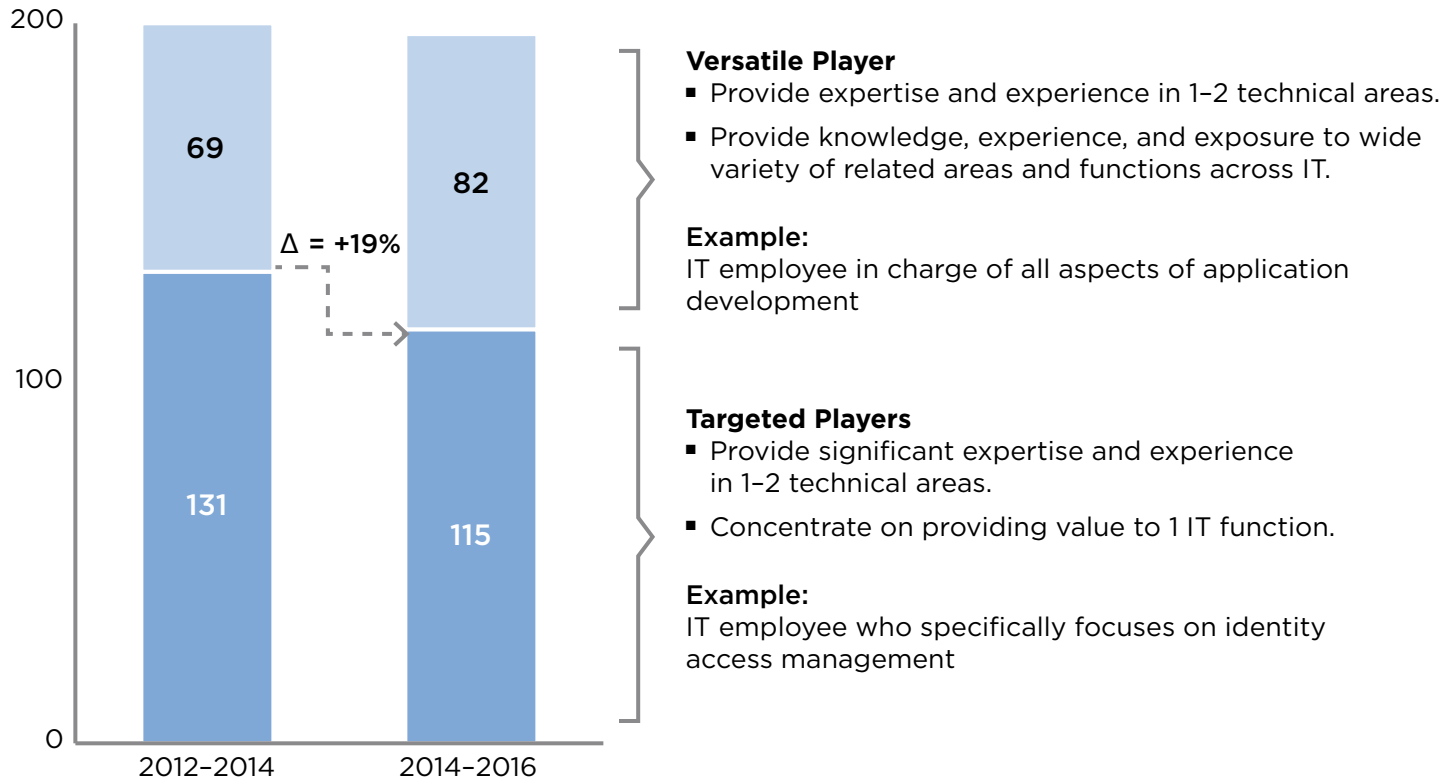 200
100
0
69
131
2012–2014
Δ = +19%
82
115
2014–2016
Versatile Player
▪ Provide expertise and experience in 1–2 technical areas.
▪ Provide knowledge, experience, and exposure to wide
variety of related areas and functions across IT.
Example:
IT employee in charge of all aspects of application
development
Targeted Players
▪ Provide significant expertise and experience
in 1–2 technical areas.
▪ Concentrate on providing value to 1 IT function.
Example:
IT employee who specifically focuses on identity
access management